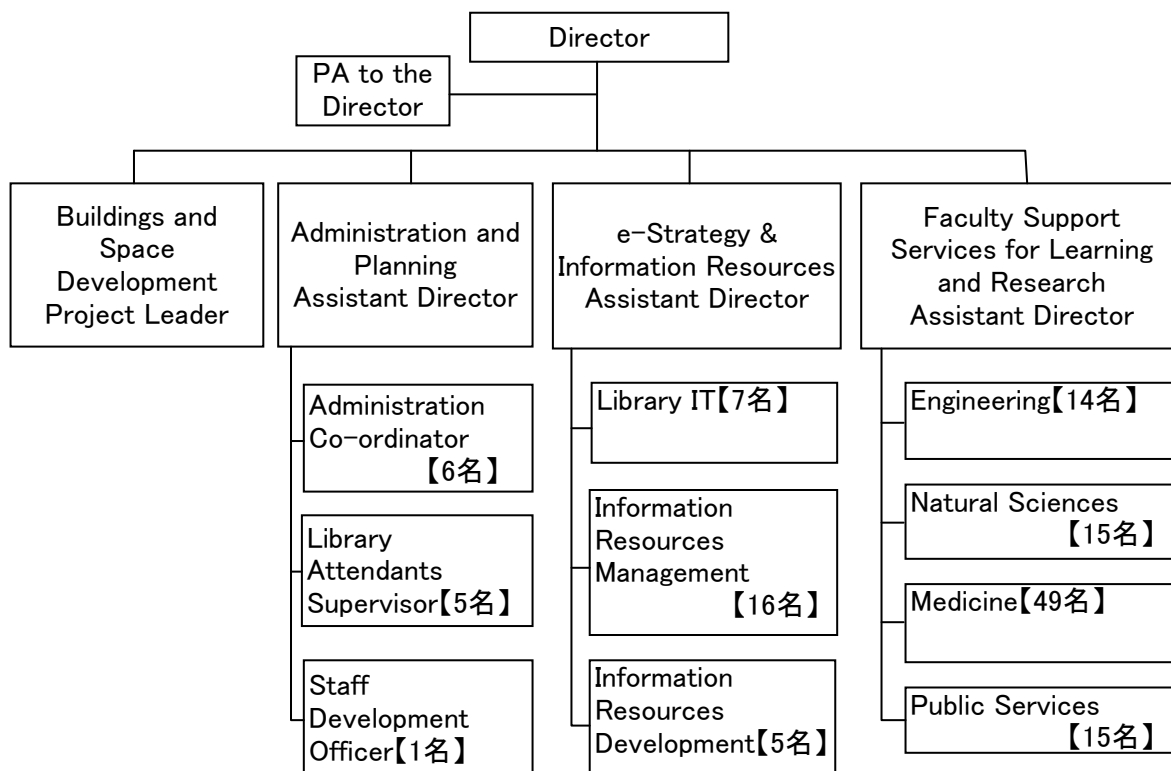 Director
PA to the
Director
Buildings and
Space
Development
Project Leader
Administration and
Planning
Assistant Director
e-Strategy &
Information Resources
Assistant Director
Faculty Support
Services for Learning
and Research
Assistant Director
Administration
Co-ordinator
【6名】
Library
Attendants
Supervisor【5名】
Staff
Development
Officer【1名】
Library IT【7名】
Information
Resources
Management
【16名】
Information
Resources
Development【5名】
Engineering【14名】
Natural Sciences
【15名】
Medicine【49名】
Public Services
【15名】